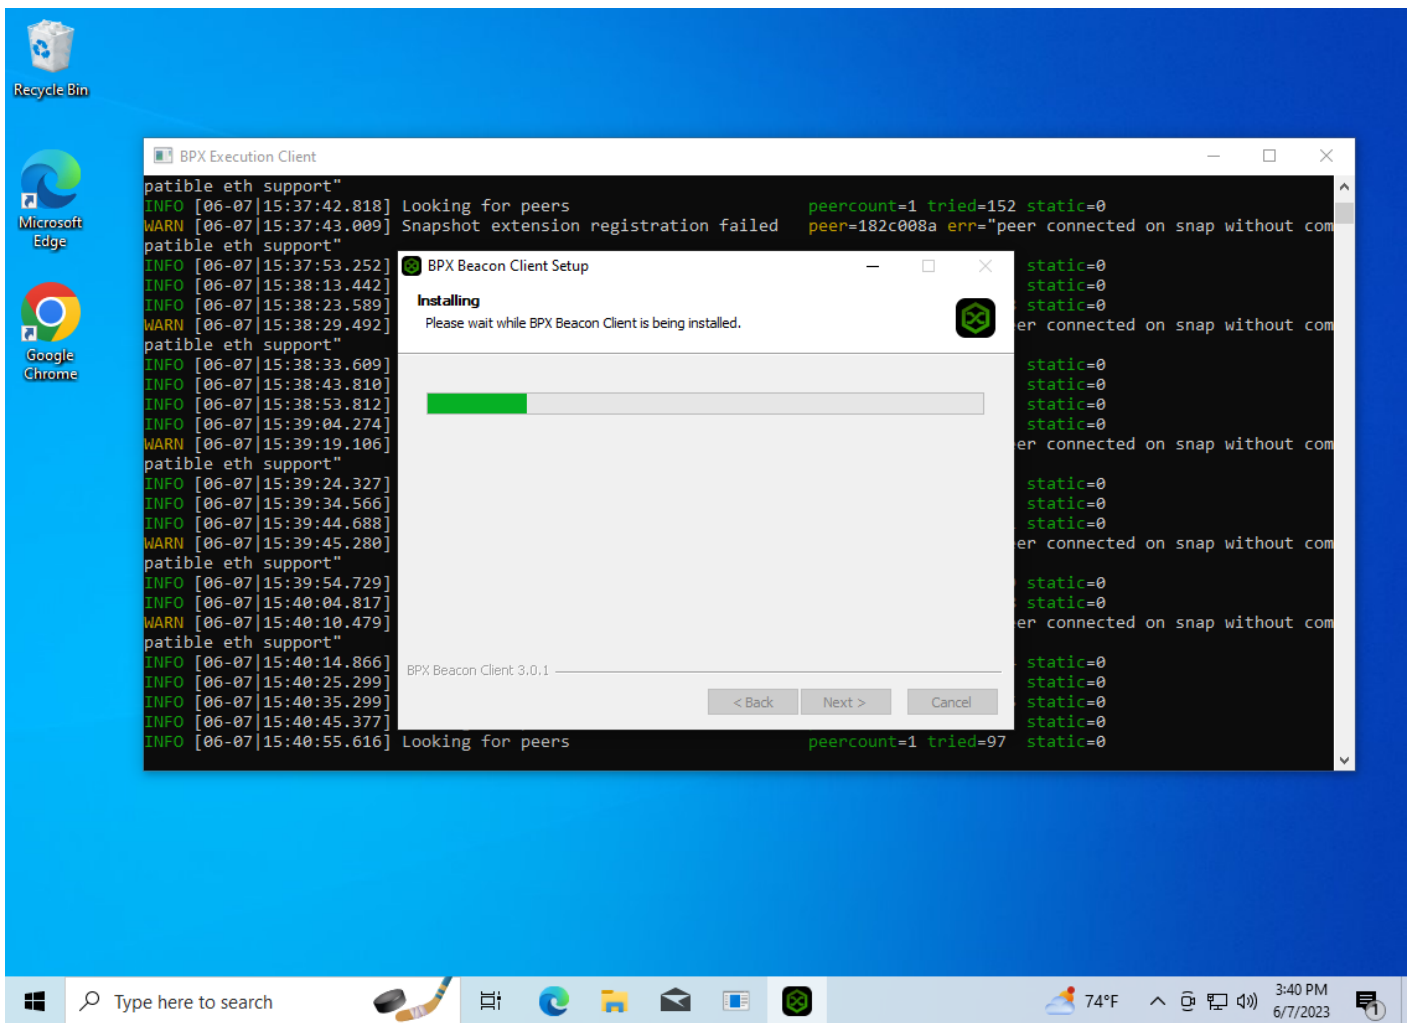 Recycle Bin
Microsoft
Edge
Google
Chrome
BPX Execution Client
patible eth support"
INFO [06-07|15:37:42.818] Looking for peers peercount=1 tried=152 static=0
WARN [06-07|15:37:43.009] Snapshot extension registration failed peer=182c008a err="peer connected on snap without com
patible eth support"
INFO [06-07|15:37:53.252] static=0
INFO [06-07|15:38:13.442] static=0
INFO [06-07|15:38:23.589] static=0
WARN [06-07|15:38:29.492] er connected on snap without com
patible eth support"
INFO [06-07|15:38:33.609] static=0
INFO [06-07|15:38:43.810] static=0
INFO [06-07|15:38:53.812] static=0
INFO [06-07|15:39:04.274] static=0
WARN [06-07|15:39:19.106] er connected on snap without com
patible eth support"
INFO [06-07|15:39:24.327] static=0
INFO [06-07|15:39:34.566] static=0
INFO [06-07|15:39:44.688] static=0
WARN [06-07|15:39:45.280] er connected on snap without com
patible eth support"
INFO [06-07|15:39:54.729] static=0
INFO [06-07|15:40:04.817] static=0
WARN [06-07|15:40:10.479] er connected on snap without com
patible eth support"
INFO [06-07|15:40:14.866] static=0
INFO [06-07|15:40:25.299] static=0
INFO [06-07|15:40:35.299] static=0
INFO [06-07|15:40:45.377] static=0
INFO [06-07|15:40:55.616] Looking for peers peercount=1 tried=97 static=0
BPX Beacon Client Setup
Installing
Please wait while BPX Beacon Client is being installed.
BPX Beacon Client 3.0.1
< Back
Next >
Cancel
Type here to search
74°F
3:40 PM
6/7/2023
1